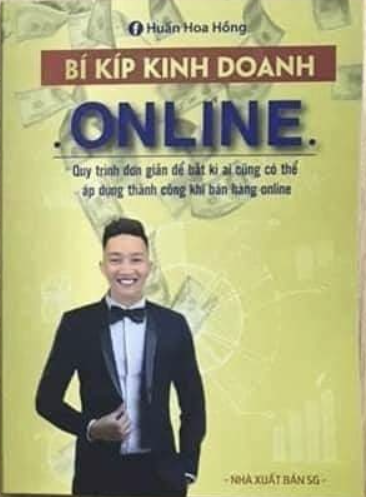 f Huấn Hoa Hồng
BÍ KÍP KINH DOANH
. ONLINE .
Quy trình đơn giản để bất kì ai cũng có thể
áp dụng thành công khi bán hàng online
- NHÀ XUẤT BẢN SG -